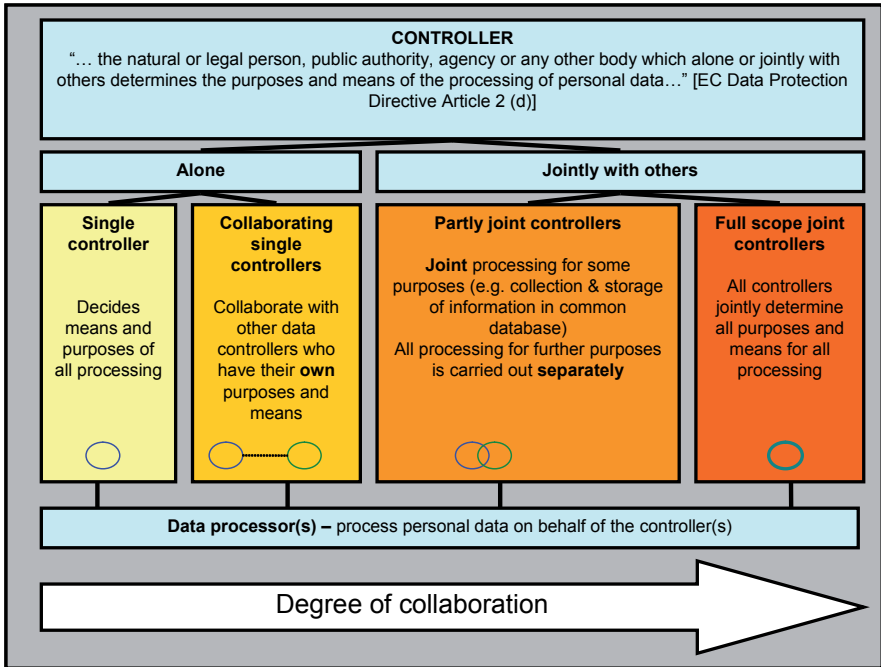 CONTROLLER
“… the natural or legal person, public authority, agency or any other body which alone or jointly with
others determines the purposes and means of the processing of personal data…” [EC Data Protection
Directive Article 2 (d)]
Alone
Jointly with others
Single
controller
Decides
means and
purposes of
all processing
Collaborating
single
controllers
Collaborate with
other data
controllers who
have their own
purposes and
means
Partly joint controllers
Joint processing for some
purposes (e.g. collection & storage
of information in common
database)
All processing for further purposes
is carried out separately
Full scope joint
controllers
All controllers
jointly determine
all purposes and
means for all
processing
Data processor(s) – process personal data on behalf of the controller(s)
Degree of collaboration